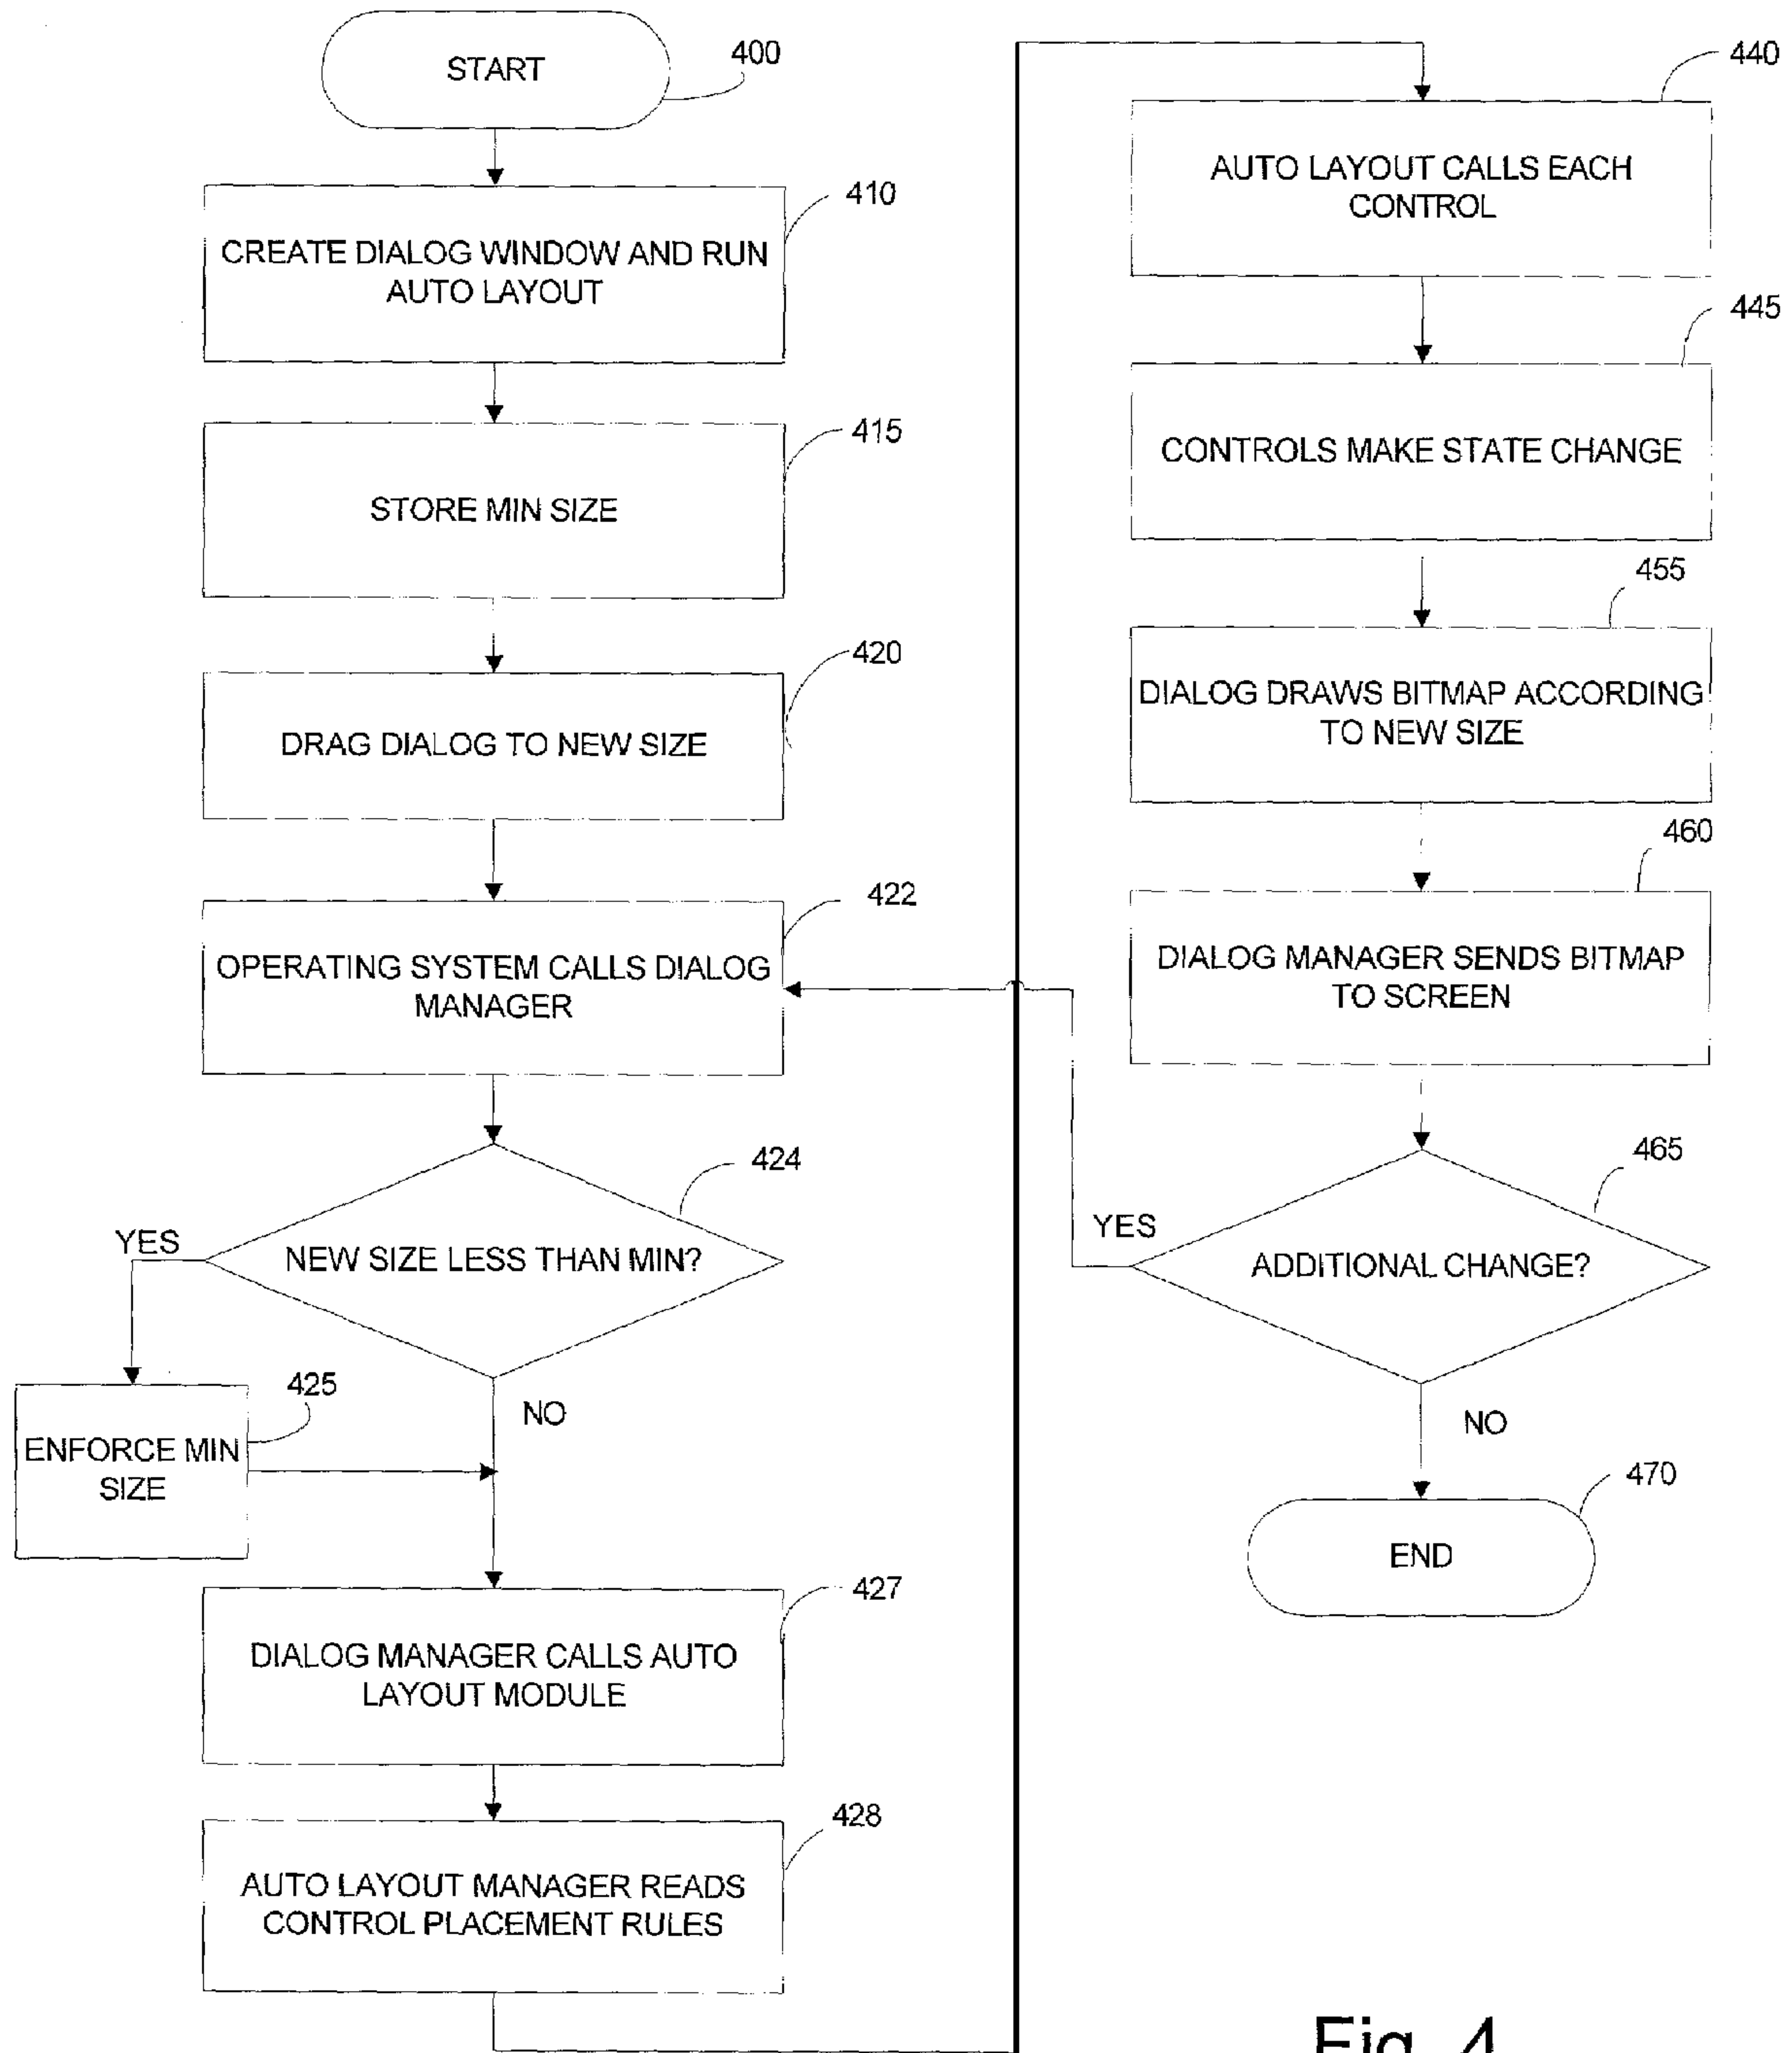 START
400
CREATE DIALOG WINDOW AND RUN
AUTO LAYOUT
410
STORE MIN SIZE
415
DRAG DIALOG TO NEW SIZE
420
OPERATING SYSTEM CALLS DIALOG
MANAGER
422
NEW SIZE LESS THAN MIN?
424
YES
NO
ENFORCE MIN
SIZE
425
DIALOG MANAGER CALLS AUTO
LAYOUT MODULE
427
AUTO LAYOUT MANAGER READS
CONTROL PLACEMENT RULES
428
AUTO LAYOUT CALLS EACH
CONTROL
440
CONTROLS MAKE STATE CHANGE
445
DIALOG DRAWS BITMAP ACCORDING
TO NEW SIZE
455
DIALOG MANAGER SENDS BITMAP
TO SCREEN
460
ADDITIONAL CHANGE?
465
YES
NO
END
470
Fig. 4